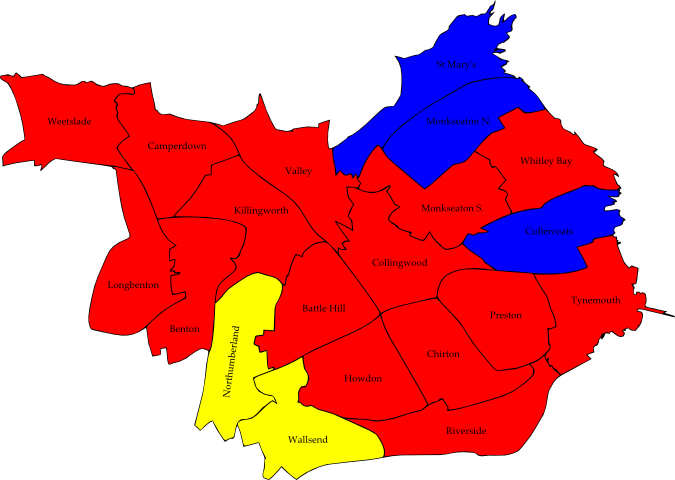 St Mary's
Monkseaton N.
Weetslade
Camperdown
Valley
Whitley Bay
Killingworth
Monkseaton S.
Cullercoats
Collingwood
Longbenton
Battle Hill
Preston
Tynemouth
Benton
Chirton
Northumberland
Howdon
Riverside
Wallsend